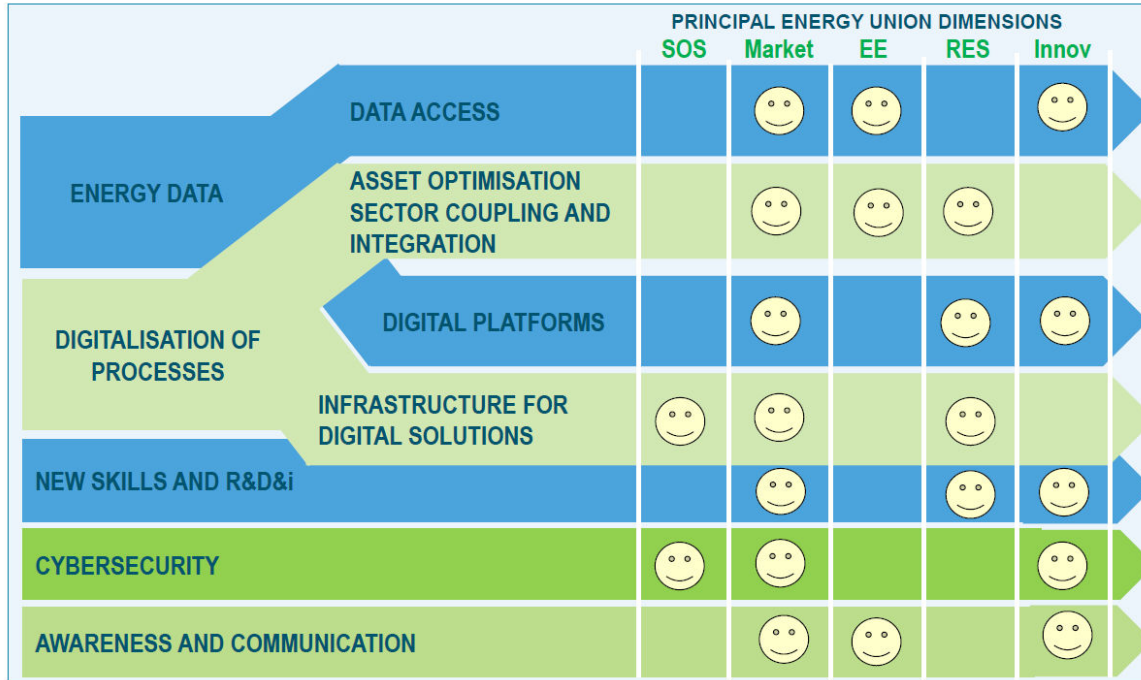 PRINCIPAL ENERGY UNION DIMENSIONS
SOS Market EE RES Innov
DATA ACCESS
ENERGY DATA
ASSET OPTIMISATION
SECTOR COUPLING AND
INTEGRATION
DIGITAL PLATFORMS
DIGITALISATION OF
PROCESSES
INFRASTRUCTURE FOR
DIGITAL SOLUTIONS
NEW SKILLS AND R&D&i
CYBERSECURITY
AWARENESS AND COMMUNICATION